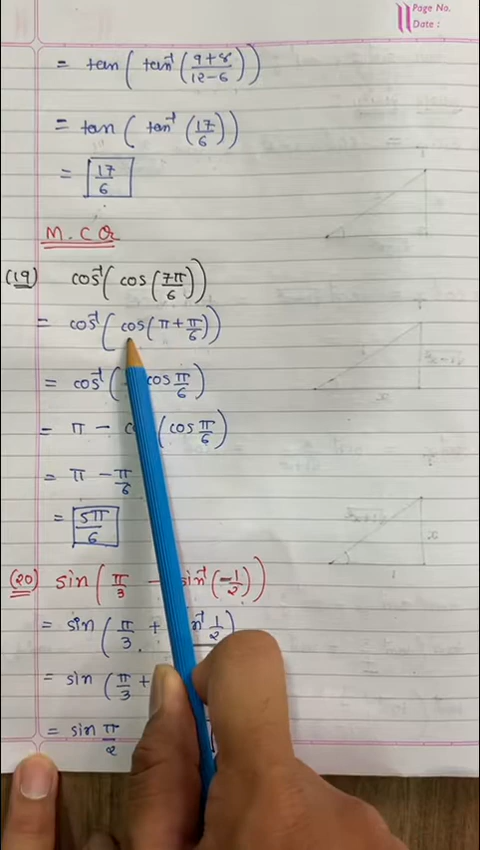 Page No.
Date :
= tan(tan⁻¹((9+8)/(12-6)))
= tan(tan⁻¹(17/6))
= 17/6
M.C.Q
(19) cos⁻¹(cos(7π/6))
= cos⁻¹(cos(π+π/6))
= cos⁻¹( cos π/6)
= π - (cos π/6)
= π - π/6
= 5π/6
(20) sin(π/3 - sin⁻¹(-1/2))
= sin(π/3 + 1/2)
= sin(π/3 +
= sin π/2